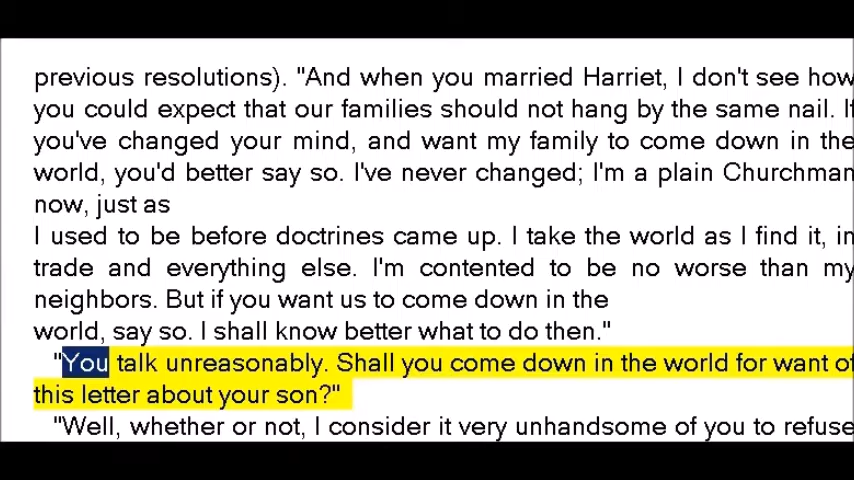 previous resolutions). "And when you married Harriet, I don't see how
you could expect that our families should not hang by the same nail. If
you've changed your mind, and want my family to come down in the
world, you'd better say so. I've never changed; I'm a plain Churchman
now, just as
I used to be before doctrines came up. I take the world as I find it, in
trade and everything else. I'm contented to be no worse than my
neighbors. But if you want us to come down in the
world, say so. I shall know better what to do then."
"You talk unreasonably. Shall you come down in the world for want of
this letter about your son?"
"Well, whether or not, I consider it very unhandsome of you to refuse